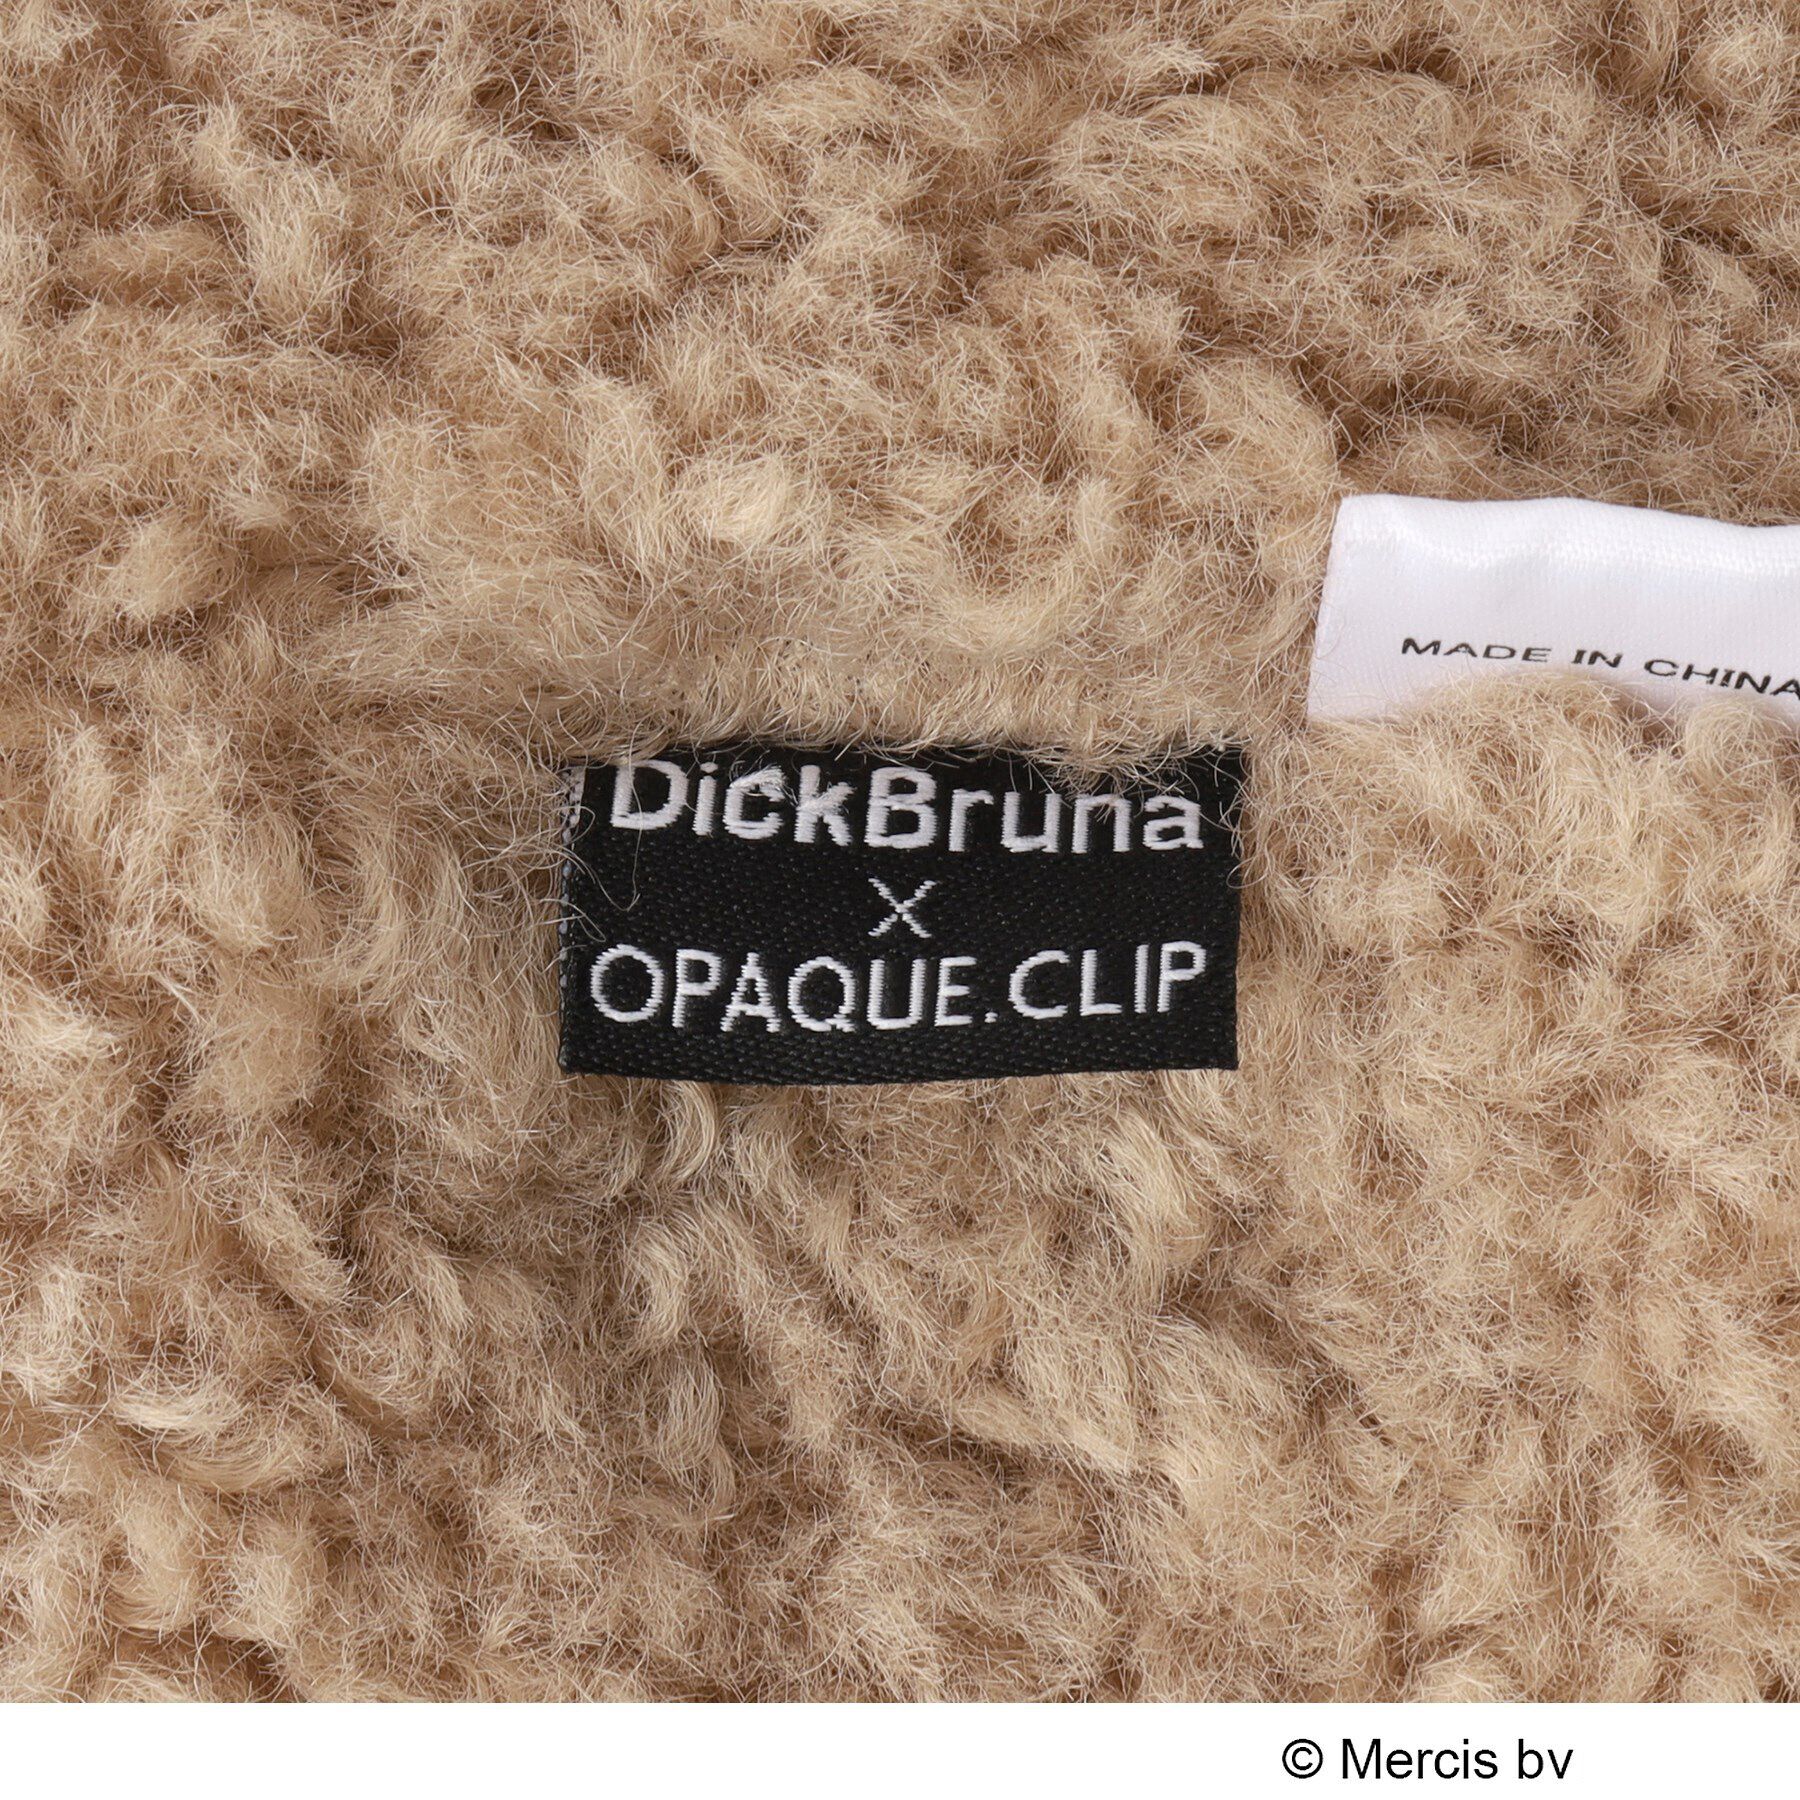 MADE IN CHINA
DickBruna
X
OPAQUE.CLIP
© Mercis bv